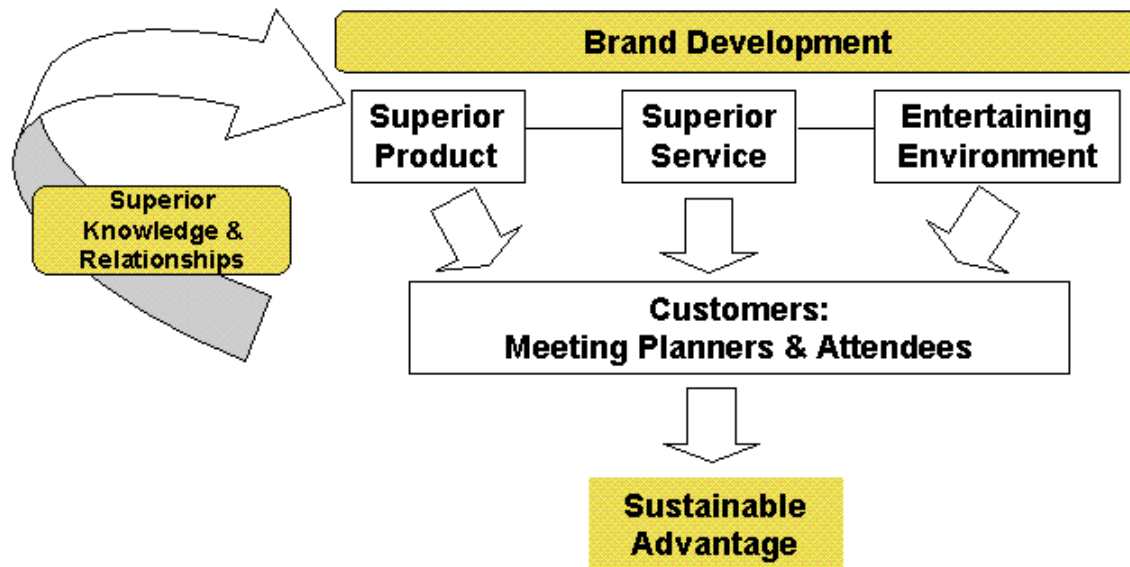 Brand Development
Superior
Product
Superior
Service
Entertaining
Environment
Superior
Knowledge &
Relationships
Customers:
Meeting Planners & Attendees
Sustainable
Advantage